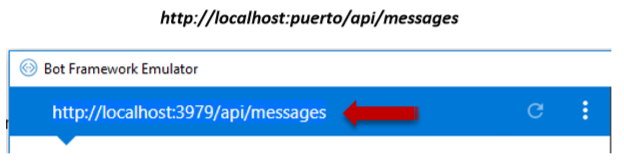 http://localhost:puerto/api/messages
Bot Framework Emulator
http://localhost:3979/api/messages